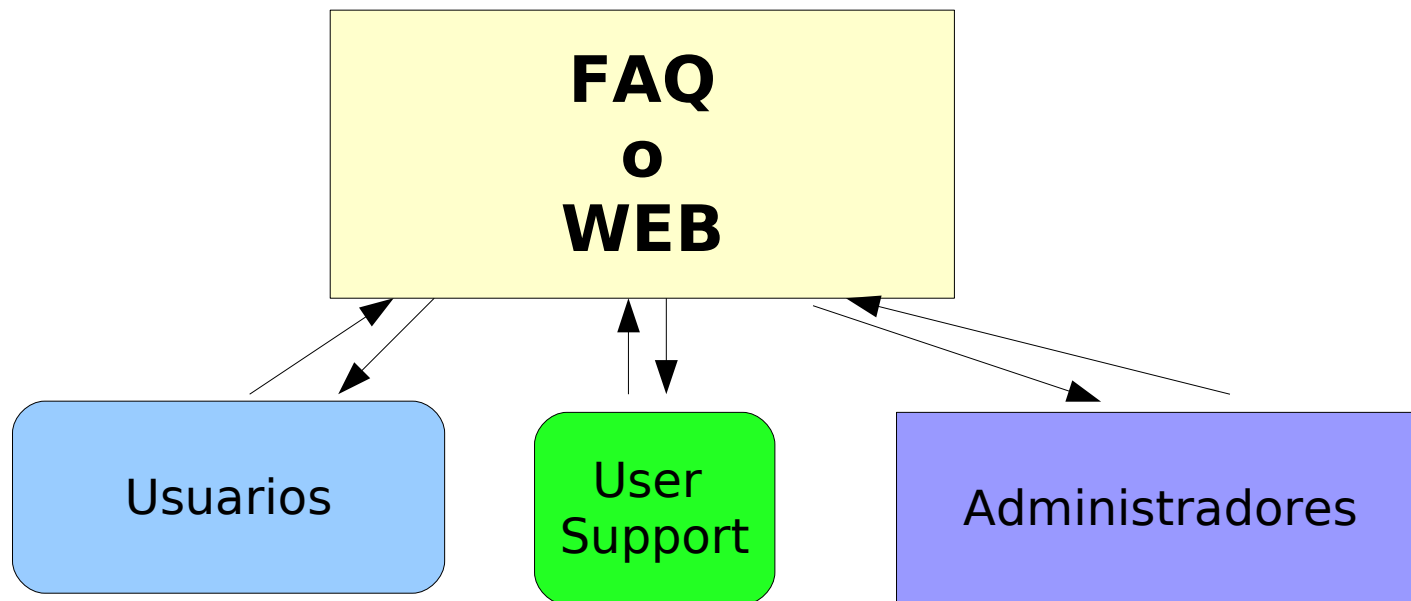 FAQ
o
WEB
Usuarios
User
Support
Administradores